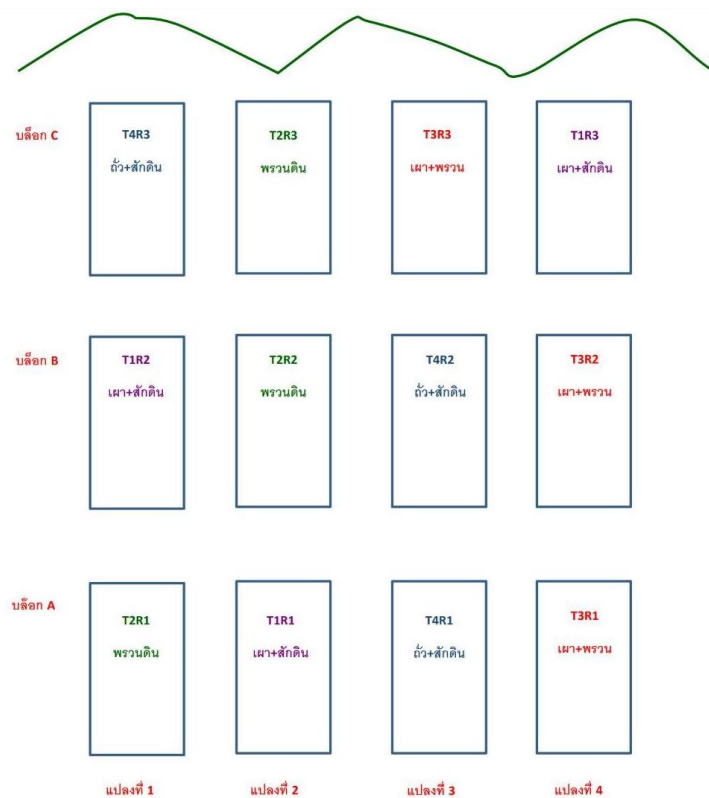 บล็อก C
T4R3
ถั่ว+สักดิน
T2R3
พรวนดิน
T3R3
เผา+พรวน
T1R3
เผา+สักดิน
บล็อก B
T1R2
เผา+สักดิน
T2R2
พรวนดิน
T4R2
ถั่ว+สักดิน
T3R2
เผา+พรวน
บล็อก A
T2R1
พรวนดิน
T1R1
เผา+สักดิน
T4R1
ถั่ว+สักดิน
T3R1
เผา+พรวน
แปลงที่ 1
แปลงที่ 2
แปลงที่ 3
แปลงที่ 4